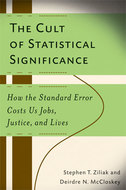 THE CULT OF
STATISTICAL
SIGNIFICANCE
How the Standard Error
Costs Us Jobs,
Justice, and Lives
Stephen T. Ziliak and
Deirdre N. McCloskey